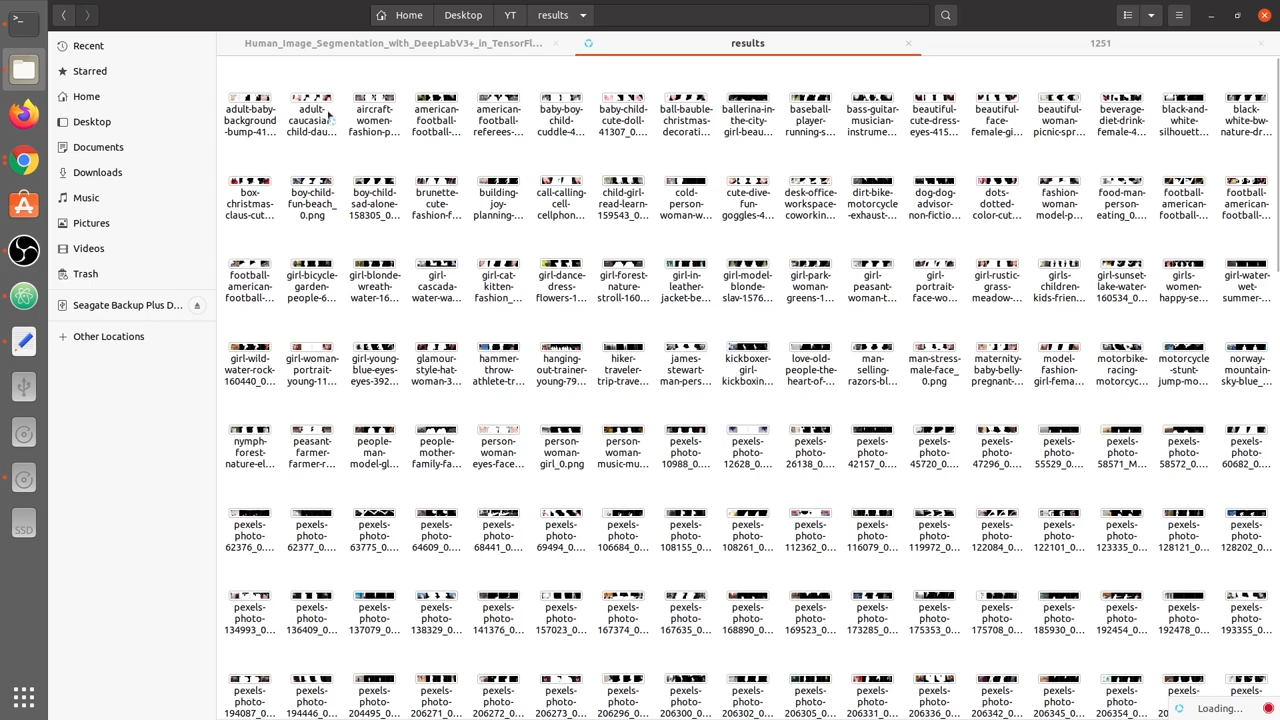 Home
Desktop
YT
results
Human_Image_Segmentation_with_DeepLabV3+_in_TensorFl...
results
1251
Recent
Starred
Home
Desktop
Documents
Downloads
Music
Pictures
Videos
Trash
Seagate Backup Plus D...
Other Locations
SSD
adult-baby-background-bump-41...
adult-caucasian-child-dau...
aircraft-women-fashion-p...
american-football-football-...
american-football-referees-...
baby-boy-child-cuddle-4...
baby-child-cute-doll-41307_0...
ball-bauble-christmas-decorati...
ballerina-in-the-city-girl-beau...
baseball-player-running-s...
bass-guitar-musician-instrume...
beautiful-cute-dress-eyes-415...
beautiful-face-female-gi...
beautiful-woman-picnic-spr...
beverage-diet-drink-female-4...
black-and-white-silhouett...
black-white-bw-nature-dr...
box-christmas-claus-cut...
boy-child-fun-beach_0.png
boy-child-sad-alone-158305_0...
brunette-cute-fashion-f...
building-joy-planning-...
call-calling-cell-cellphon...
child-girl-read-learn-159543_0...
cold-person-woman-w...
cute-dive-fun-goggles-4...
desk-office-workspace-coworkin...
dirt-bike-motorcycle-exhaust-...
dog-dog-advisor-non-fictio...
dots-dotted-color-cut...
fashion-woman-model-p...
food-man-person-eating_0...
football-american-football-...
football-american-football-...
football-american-football-...
girl-bicycle-garden-people-6...
girl-blonde-wreath-water-16...
girl-cascada-water-wa...
girl-cat-kitten-fashion_...
girl-dance-dress-flowers-1...
girl-forest-nature-stroll-160...
girl-in-leather-jacket-be...
girl-model-blonde-slav-1576...
girl-park-woman-greens-1...
girl-peasant-woman-t...
girl-portrait-face-wo...
girl-rustic-grass-meadow-...
girls-children-kids-frien...
girl-sunset-lake-water-160534_0...
girls-women-happy-se...
girl-water-wet-summer-...
girl-wild-water-rock-160440_0...
girl-woman-portrait-young-11...
girl-young-blue-eyes-eyes-392...
glamour-style-hat-woman-3...
hammer-throw-athlete-tr...
hanging-out-trainer-young-79...
hiker-traveler-trip-trave...
james-stewart-man-pers...
kickboxer-girl-kickboxin...
love-old-people-the-heart-of-...
man-selling-razors-bl...
man-stress-male-face_0.png
maternity-baby-belly-pregnant-...
model-fashion-girl-fema...
motorbike-racing-motorcyc...
motorcycle-stunt-jump-mo...
norway-mountain-sky-blue_...
nymph-forest-nature-el...
peasant-farmer-farmer-r...
people-man-model-gl...
people-mother-family-fa...
person-woman-eyes-face...
person-woman-girl_0.png
person-woman-music-mu...
pexels-photo-10988_0...
pexels-photo-12628_0...
pexels-photo-26138_0...
pexels-photo-42157_0...
pexels-photo-45720_0...
pexels-photo-47296_0...
pexels-photo-55529_0...
pexels-photo-58571_M...
pexels-photo-58572_0...
pexels-photo-60682_0...
pexels-photo-62376_0...
pexels-photo-62377_0...
pexels-photo-63775_0...
pexels-photo-64609_0...
pexels-photo-68441_0...
pexels-photo-69494_0...
pexels-photo-106684_0...
pexels-photo-108155_0...
pexels-photo-108261_0...
pexels-photo-112362_0...
pexels-photo-116079_0...
pexels-photo-119972_0...
pexels-photo-122084_0...
pexels-photo-122101_0...
pexels-photo-123335_0...
pexels-photo-128121_0...
pexels-photo-128202_0...
pexels-photo-134993_0...
pexels-photo-136409_0...
pexels-photo-137079_0...
pexels-photo-138329_0...
pexels-photo-141376_0...
pexels-photo-157023_0...
pexels-photo-167374_0...
pexels-photo-167635_0...
pexels-photo-168890_0...
pexels-photo-169523_0...
pexels-photo-173285_0...
pexels-photo-175353_0...
pexels-photo-175708_0...
pexels-photo-185930_0...
pexels-photo-192454_0...
pexels-photo-192478_0...
pexels-photo-193355_0...
pexels-photo-194087_0...
pexels-photo-194446_0...
pexels-photo-204495_0...
pexels-photo-206271_0...
pexels-photo-206272_0...
pexels-photo-206273_0...
pexels-photo-206296_0...
pexels-photo-206300_0...
pexels-photo-206302_0...
pexels-photo-206305_0...
pexels-photo-206331_0...
pexels-photo-206336_0...
pexels-photo-206342_0...
pexels-photo-206345_0...
pexels-photo-206354_0...
Loading...